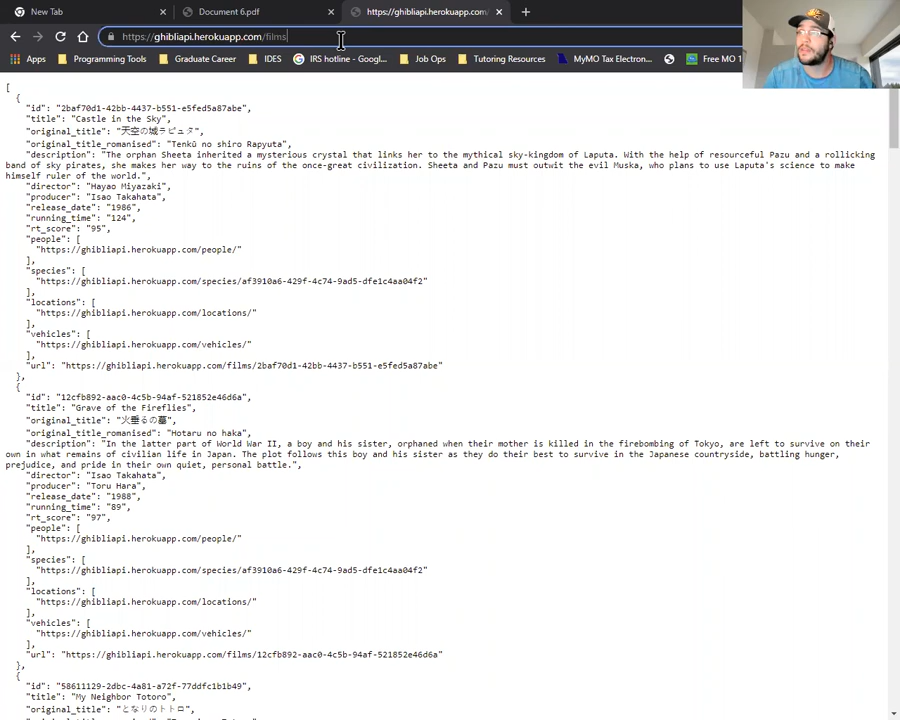 New Tab
Document 6.pdf
https://ghibliapi.herokuapp.com/
https://ghibliapi.herokuapp.com/films
Apps
Programming Tools
Graduate Career
IDES
IRS hotline - Googl...
Job Ops
Tutoring Resources
MyMO Tax Electron...
Free MO 1
[
{
"id": "2baf70d1-42bb-4437-b551-e5fed5a87abe",
"title": "Castle in the Sky",
"original_title": "天空の城ラピュタ",
"original_title_romanised": "Tenkū no shiro Rapyuta",
"description": "The orphan Sheeta inherited a mysterious crystal that links her to the mythical sky-kingdom of Laputa. With the help of resourceful Pazu and a rollicking
band of sky pirates, she makes her way to the ruins of the once-great civilization. Sheeta and Pazu must outwit the evil Muska, who plans to use Laputa's science to make
himself ruler of the world.",
"director": "Hayao Miyazaki",
"producer": "Isao Takahata",
"release_date": "1986",
"running_time": "124",
"rt_score": "95",
"people": [
"https://ghibliapi.herokuapp.com/people/"
],
"species": [
"https://ghibliapi.herokuapp.com/species/af3910a6-429f-4c74-9ad5-dfe1c4aa04f2"
],
"locations": [
"https://ghibliapi.herokuapp.com/locations/"
],
"vehicles": [
"https://ghibliapi.herokuapp.com/vehicles/"
],
"url": "https://ghibliapi.herokuapp.com/films/2baf70d1-42bb-4437-b551-e5fed5a87abe"
},
{
"id": "12cfb892-aac0-4c5b-94af-521852e46d6a",
"title": "Grave of the Fireflies",
"original_title": "火垂るの墓",
"original_title_romanised": "Hotaru no haka",
"description": "In the latter part of World War II, a boy and his sister, orphaned when their mother is killed in the firebombing of Tokyo, are left to survive on their
own in what remains of civilian life in Japan. The plot follows this boy and his sister as they do their best to survive in the Japanese countryside, battling hunger,
prejudice, and pride in their own quiet, personal battle.",
"director": "Isao Takahata",
"producer": "Toru Hara",
"release_date": "1988",
"running_time": "89",
"rt_score": "97",
"people": [
"https://ghibliapi.herokuapp.com/people/"
],
"species": [
"https://ghibliapi.herokuapp.com/species/af3910a6-429f-4c74-9ad5-dfe1c4aa04f2"
],
"locations": [
"https://ghibliapi.herokuapp.com/locations/"
],
"vehicles": [
"https://ghibliapi.herokuapp.com/vehicles/"
],
"url": "https://ghibliapi.herokuapp.com/films/12cfb892-aac0-4c5b-94af-521852e46d6a"
},
{
"id": "58611129-2dbc-4a81-a72f-77ddfc1b1b49",
"title": "My Neighbor Totoro",
"original_title": "となりのトトロ",